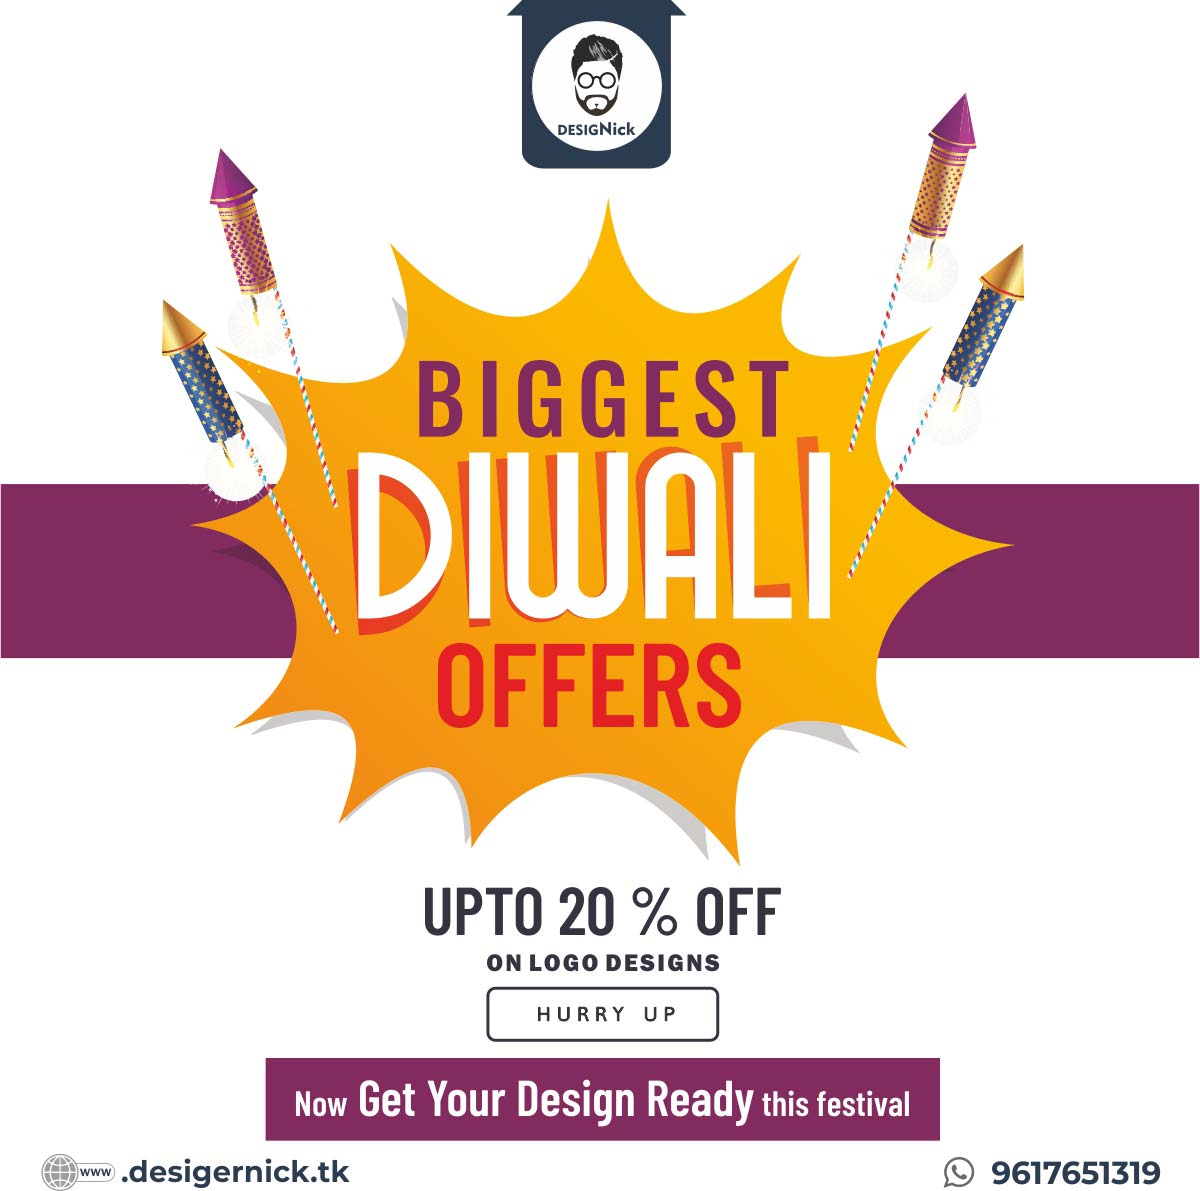 DESIGNick
BIGGEST
DIWALI
OFFERS
UPTO 20 % OFF
ON LOGO DESIGNS
HURRY UP
Now Get Your Design Ready this festival
www .desigernick.tk
9617651319